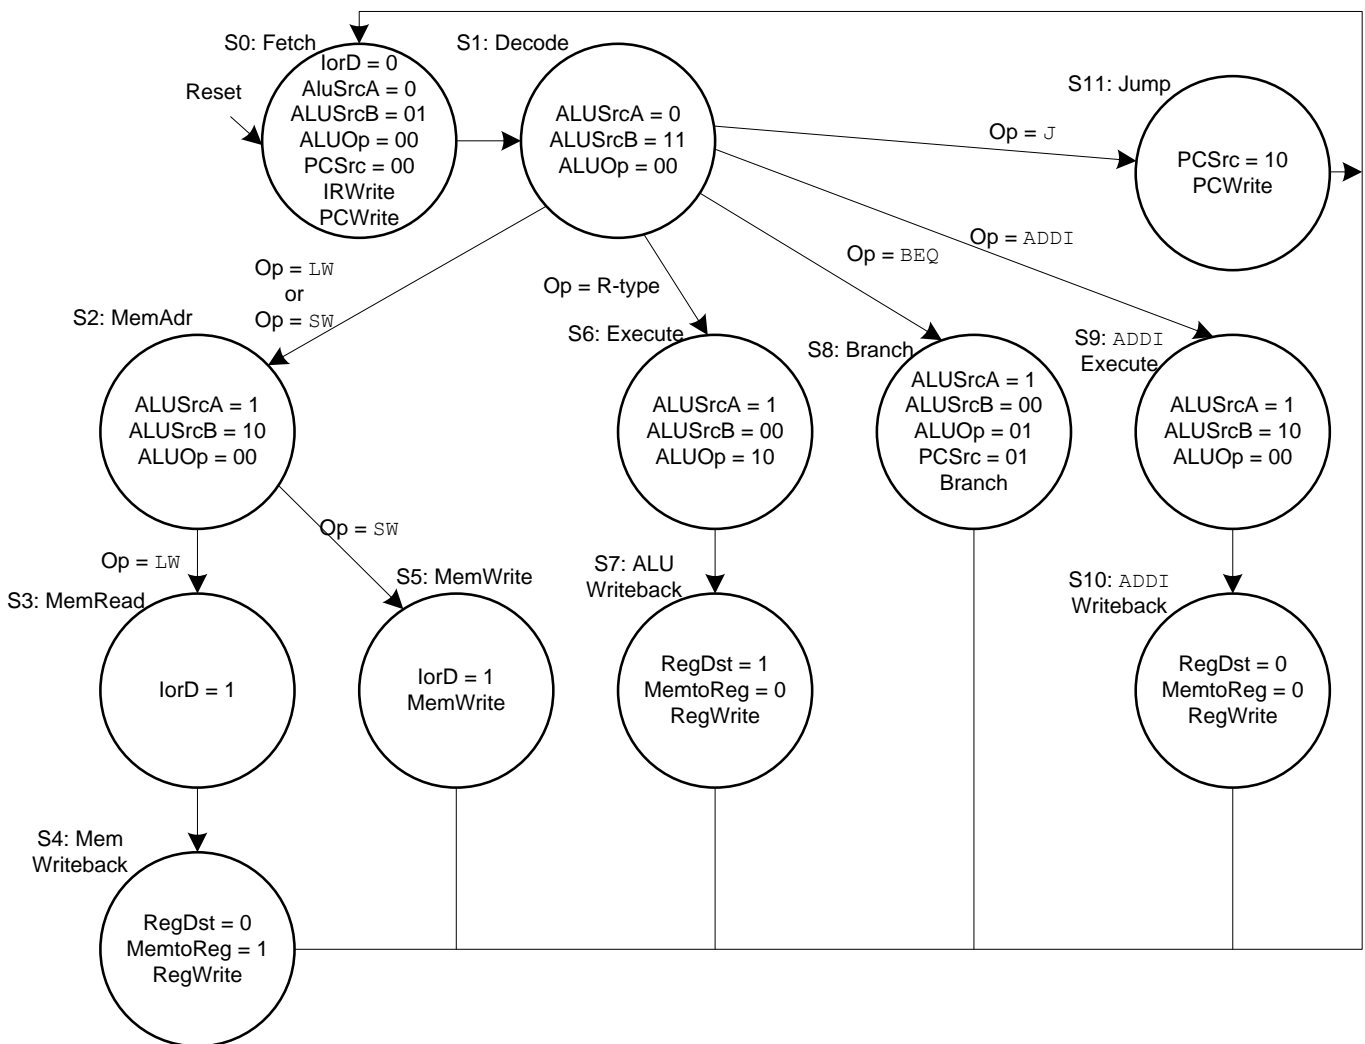 S0: Fetch
Reset
IorD = 0
AluSrcA = 0
ALUSrcB = 01
ALUOp = 00
PCSrc = 00
IRWrite
PCWrite
S1: Decode
ALUSrcA = 0
ALUSrcB = 11
ALUOp = 00
S11: Jump
Op = J
PCSrc = 10
PCWrite
Op = LW
or
Op = SW
Op = R-type
Op = BEQ
Op = ADDI
S2: MemAdr
ALUSrcA = 1
ALUSrcB = 10
ALUOp = 00
S6: Execute
ALUSrcA = 1
ALUSrcB = 00
ALUOp = 10
S8: Branch
ALUSrcA = 1
ALUSrcB = 00
ALUOp = 01
PCSrc = 01
Branch
S9: ADDI
Execute
ALUSrcA = 1
ALUSrcB = 10
ALUOp = 00
Op = LW
Op = SW
S3: MemRead
IorD = 1
S5: MemWrite
IorD = 1
MemWrite
S7: ALU
Writeback
RegDst = 1
MemtoReg = 0
RegWrite
S10: ADDI
Writeback
RegDst = 0
MemtoReg = 0
RegWrite
S4: Mem
Writeback
RegDst = 0
MemtoReg = 1
RegWrite